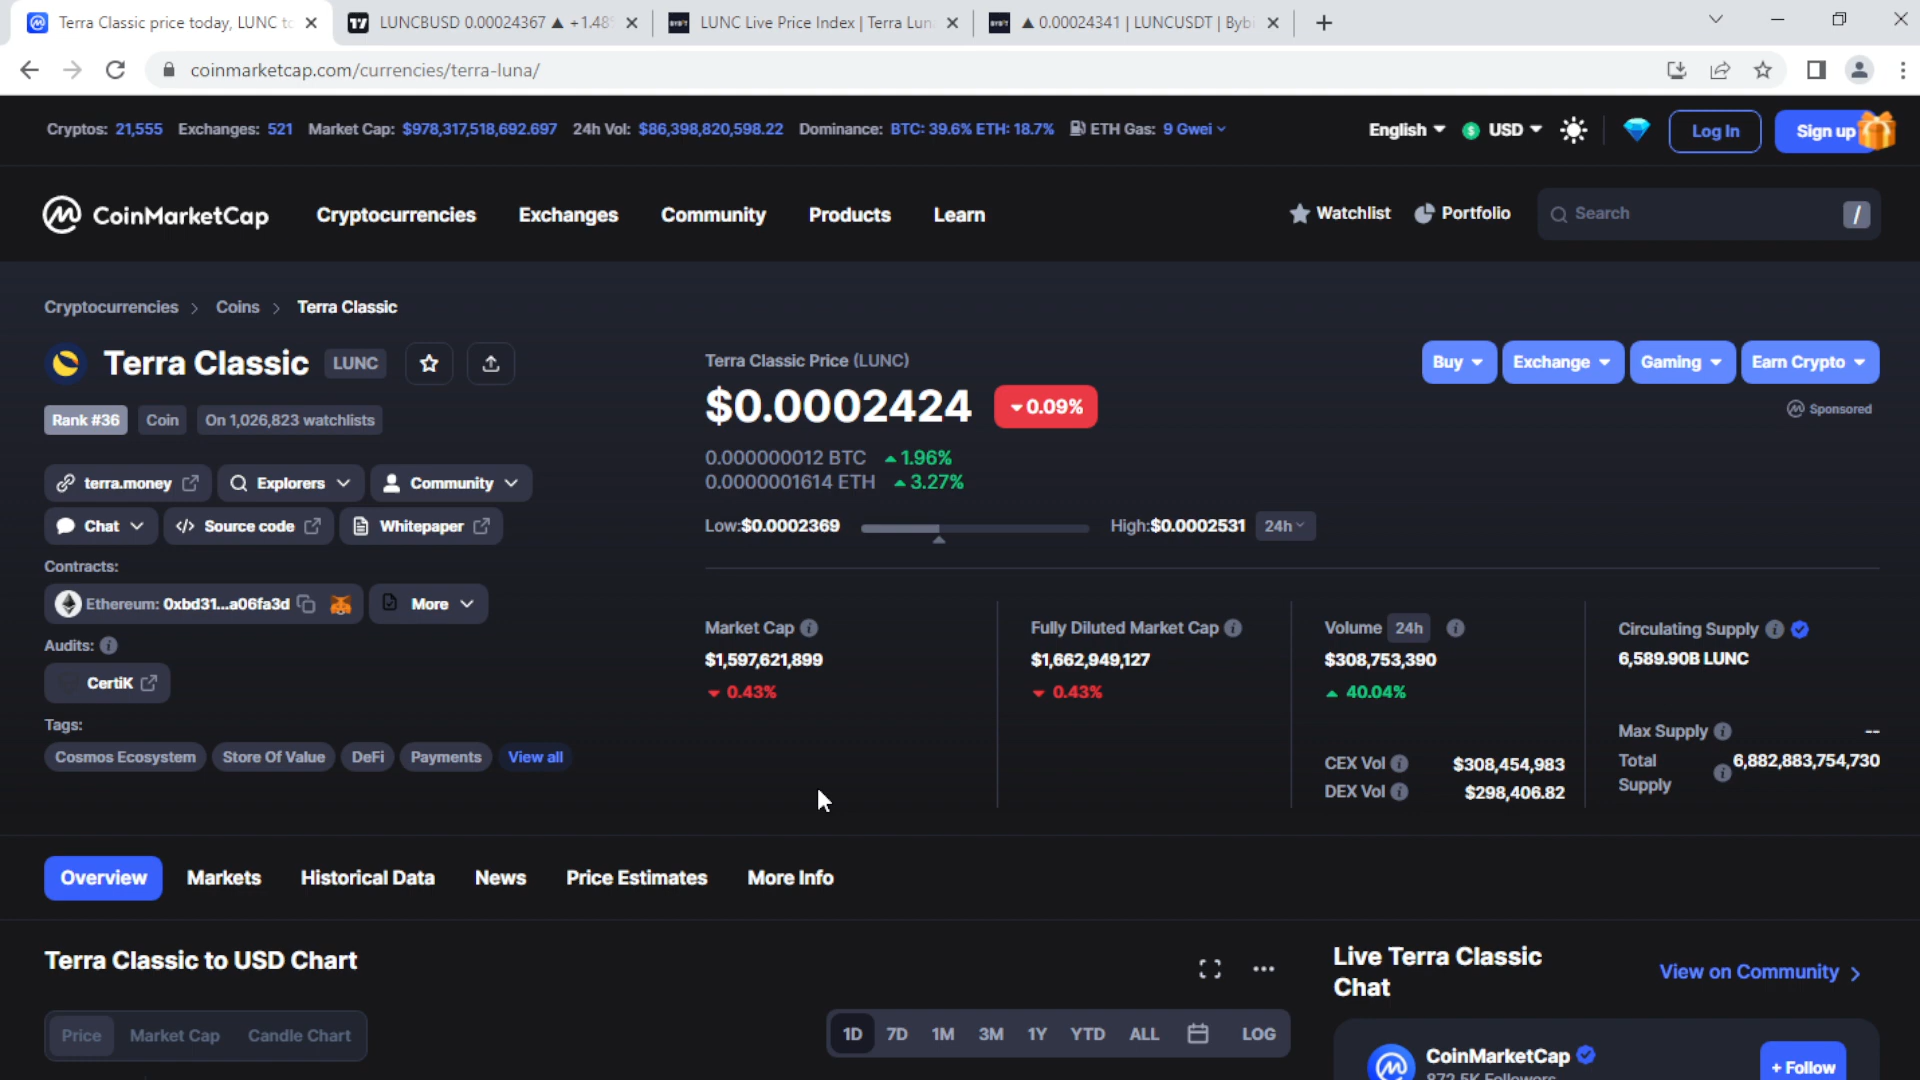 Terra Classic price today, LUNC to
LUNCBUSD 0.00024367 ▲ +1.48
LUNC Live Price Index | Terra Lun
▲ 0.00024341 | LUNCUSDT | Bybi
coinmarketcap.com/currencies/terra-luna/
Cryptos: 21,555 Exchanges: 521 Market Cap: $978,317,518,692.697 24h Vol: $86,398,820,598.22 Dominance: BTC: 39.6% ETH: 18.7% ETH Gas: 9 Gwei
English USD Log In Sign up
CoinMarketCap Cryptocurrencies Exchanges Community Products Learn Watchlist Portfolio Search /
Cryptocurrencies > Coins > Terra Classic
Terra Classic LUNC
Rank #36 Coin On 1,026,823 watchlists
terra.money Explorers Community
Chat Source code Whitepaper
Contracts:
Ethereum: 0xbd31...a06fa3d More
Audits:
CertiK
Tags:
Cosmos Ecosystem Store Of Value DeFi Payments View all
Terra Classic Price (LUNC)
$0.0002424 0.09%
0.000000012 BTC 1.96%
0.0000001614 ETH 3.27%
Low:$0.0002369 High:$0.0002531 24h
Buy Exchange Gaming Earn Crypto
Sponsored
Market Cap
$1,597,621,899
0.43%
Fully Diluted Market Cap
$1,662,949,127
0.43%
Volume 24h
$308,753,390
40.04%
CEX Vol $308,454,983
DEX Vol $298,406.82
Circulating Supply
6,589.90B LUNC
Max Supply --
Total Supply 6,882,883,754,730
Overview Markets Historical Data News Price Estimates More Info
Terra Classic to USD Chart
Price Market Cap Candle Chart
1D 7D 1M 3M 1Y YTD ALL LOG
Live Terra Classic
Chat
View on Community >
CoinMarketCap
872.5K Followers
+ Follow